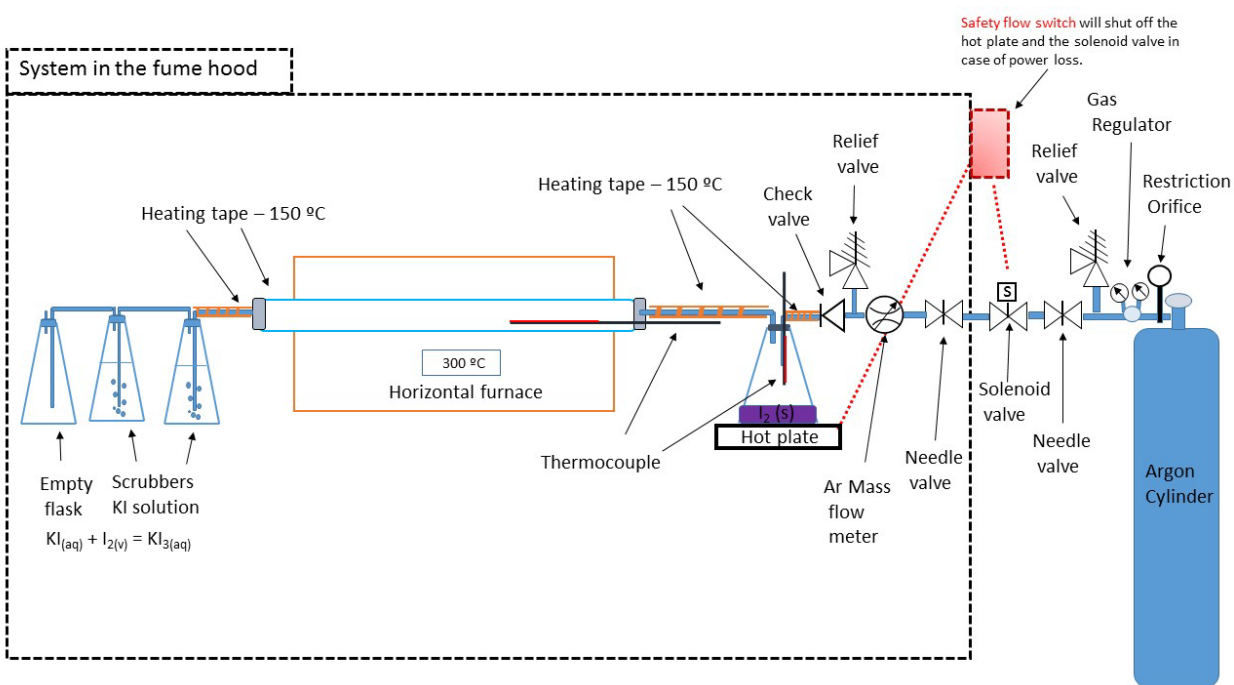 Safety flow switch will shut off the
hot plate and the solenoid valve in
case of power loss.
System in the fume hood
Gas
Regulator
Relief
valve
Relief
valve
Restriction
Orifice
Heating tape – 150 ºC
Check
valve
Heating tape – 150 ºC
S
300 ºC
Horizontal furnace
Solenoid
valve
I2 (s)
Hot plate
Thermocouple
Needle
valve
Needle
valve
Argon
Cylinder
Empty
flask
Scrubbers
KI solution
Ar Mass
flow
meter
KI(aq) + I2(v) = KI3(aq)